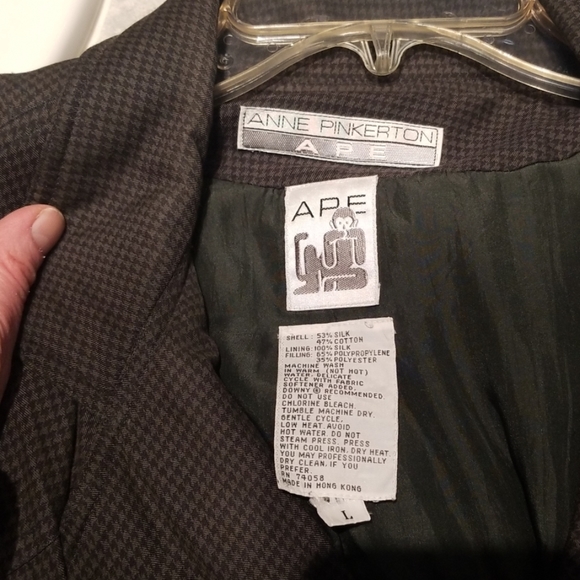 ANNE PINKERTON
APE
APE
SHELL: 53% SILK
47% COTTON
LINING: 100% SILK
FILLING: 65% POLYPROPYLENE
35% POLYESTER
MACHINE WASH
IN WARM (NOT HOT)
WATER, DELICATE
CYCLE WITH FABRIC
SOFTENER ADDED.
DOWNY ® RECOMMENDED
DO NOT USE
CHLORINE BLEACH.
TUMBLE MACHINE DRY
GENTLE CYCLE.
LOW HEAT. AVOID
HOT WATER. DO NOT
STEAM PRESS. PRESS
WITH COOL IRON. DRY HEAT
YOU MAY PROFESSIONALLY
DRY CLEAN. IF YOU
PREFER.
RN 74058
MADE IN HONG KONG
L